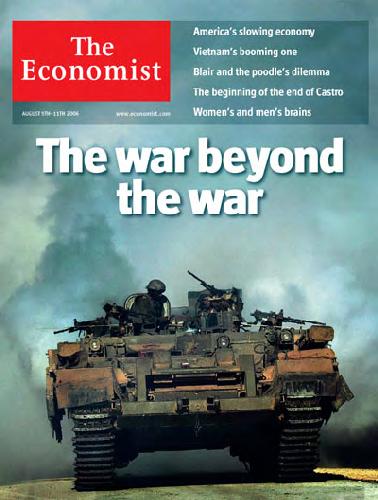 The
Economist
AUGUST 5TH-11TH 2006
www.economist.com
America's slowing economy
Vietnam's booming one
Blair and the poodle's dilemma
The beginning of the end of Castro
Women's and men's brains
The war beyond
the war